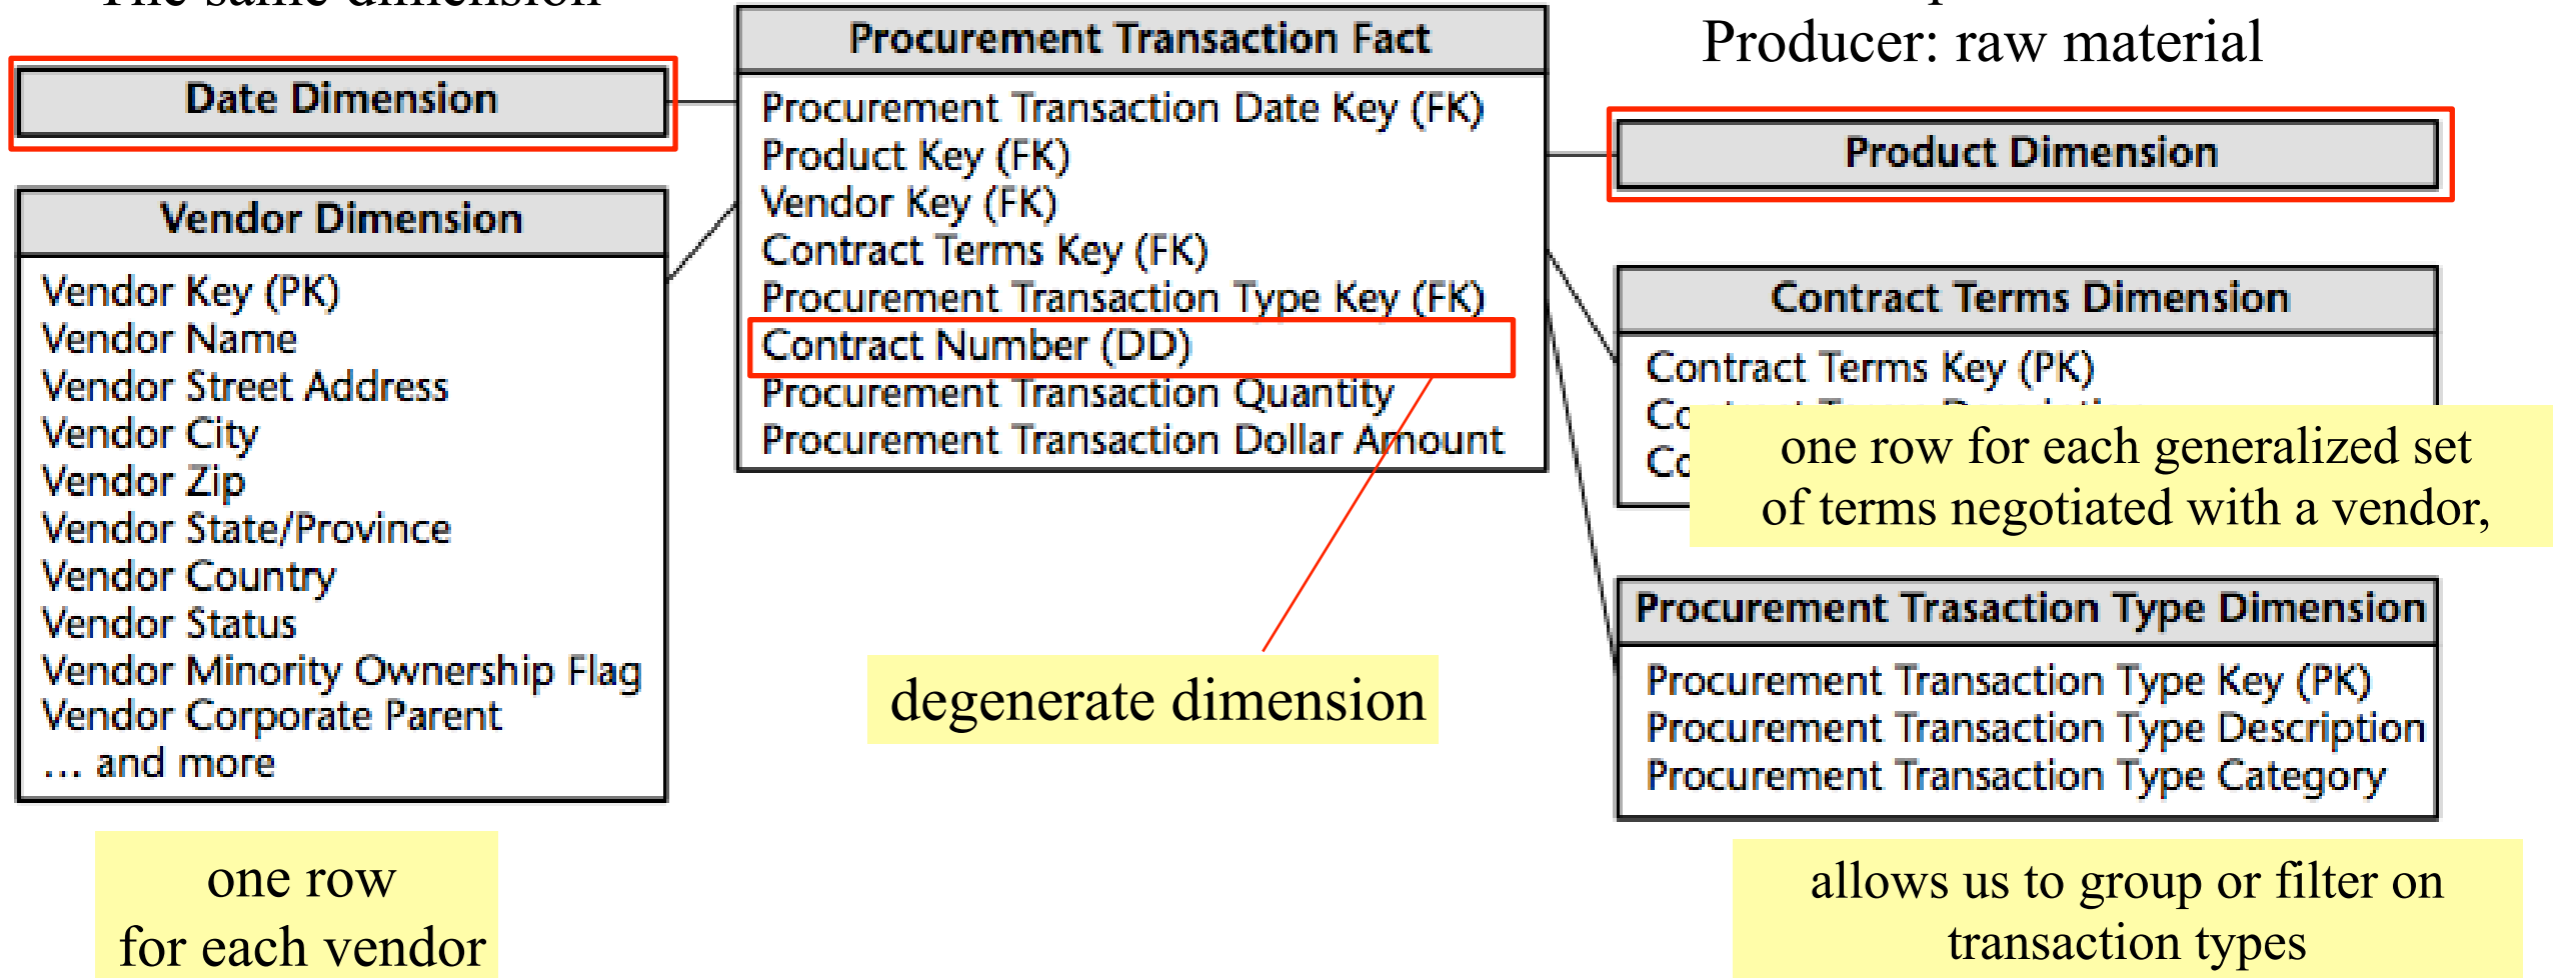 The same dimension
Producer: raw material
Date Dimension
Vendor Dimension
Vendor Key (PK)
Vendor Name
Vendor Street Address
Vendor City
Vendor Zip
Vendor State/Province
Vendor Country
Vendor Status
Vendor Minority Ownership Flag
Vendor Corporate Parent
... and more
one row
for each vendor
Procurement Transaction Fact
Procurement Transaction Date Key (FK)
Product Key (FK)
Vendor Key (FK)
Contract Terms Key (FK)
Procurement Transaction Type Key (FK)
Contract Number (DD)
Procurement Transaction Quantity
Procurement Transaction Dollar Amount
degenerate dimension
Product Dimension
Contract Terms Dimension
Contract Terms Key (PK)
one row for each generalized set
of terms negotiated with a vendor,
Procurement Trasaction Type Dimension
Procurement Transaction Type Key (PK)
Procurement Transaction Type Description
Procurement Transaction Type Category
allows us to group or filter on
transaction types